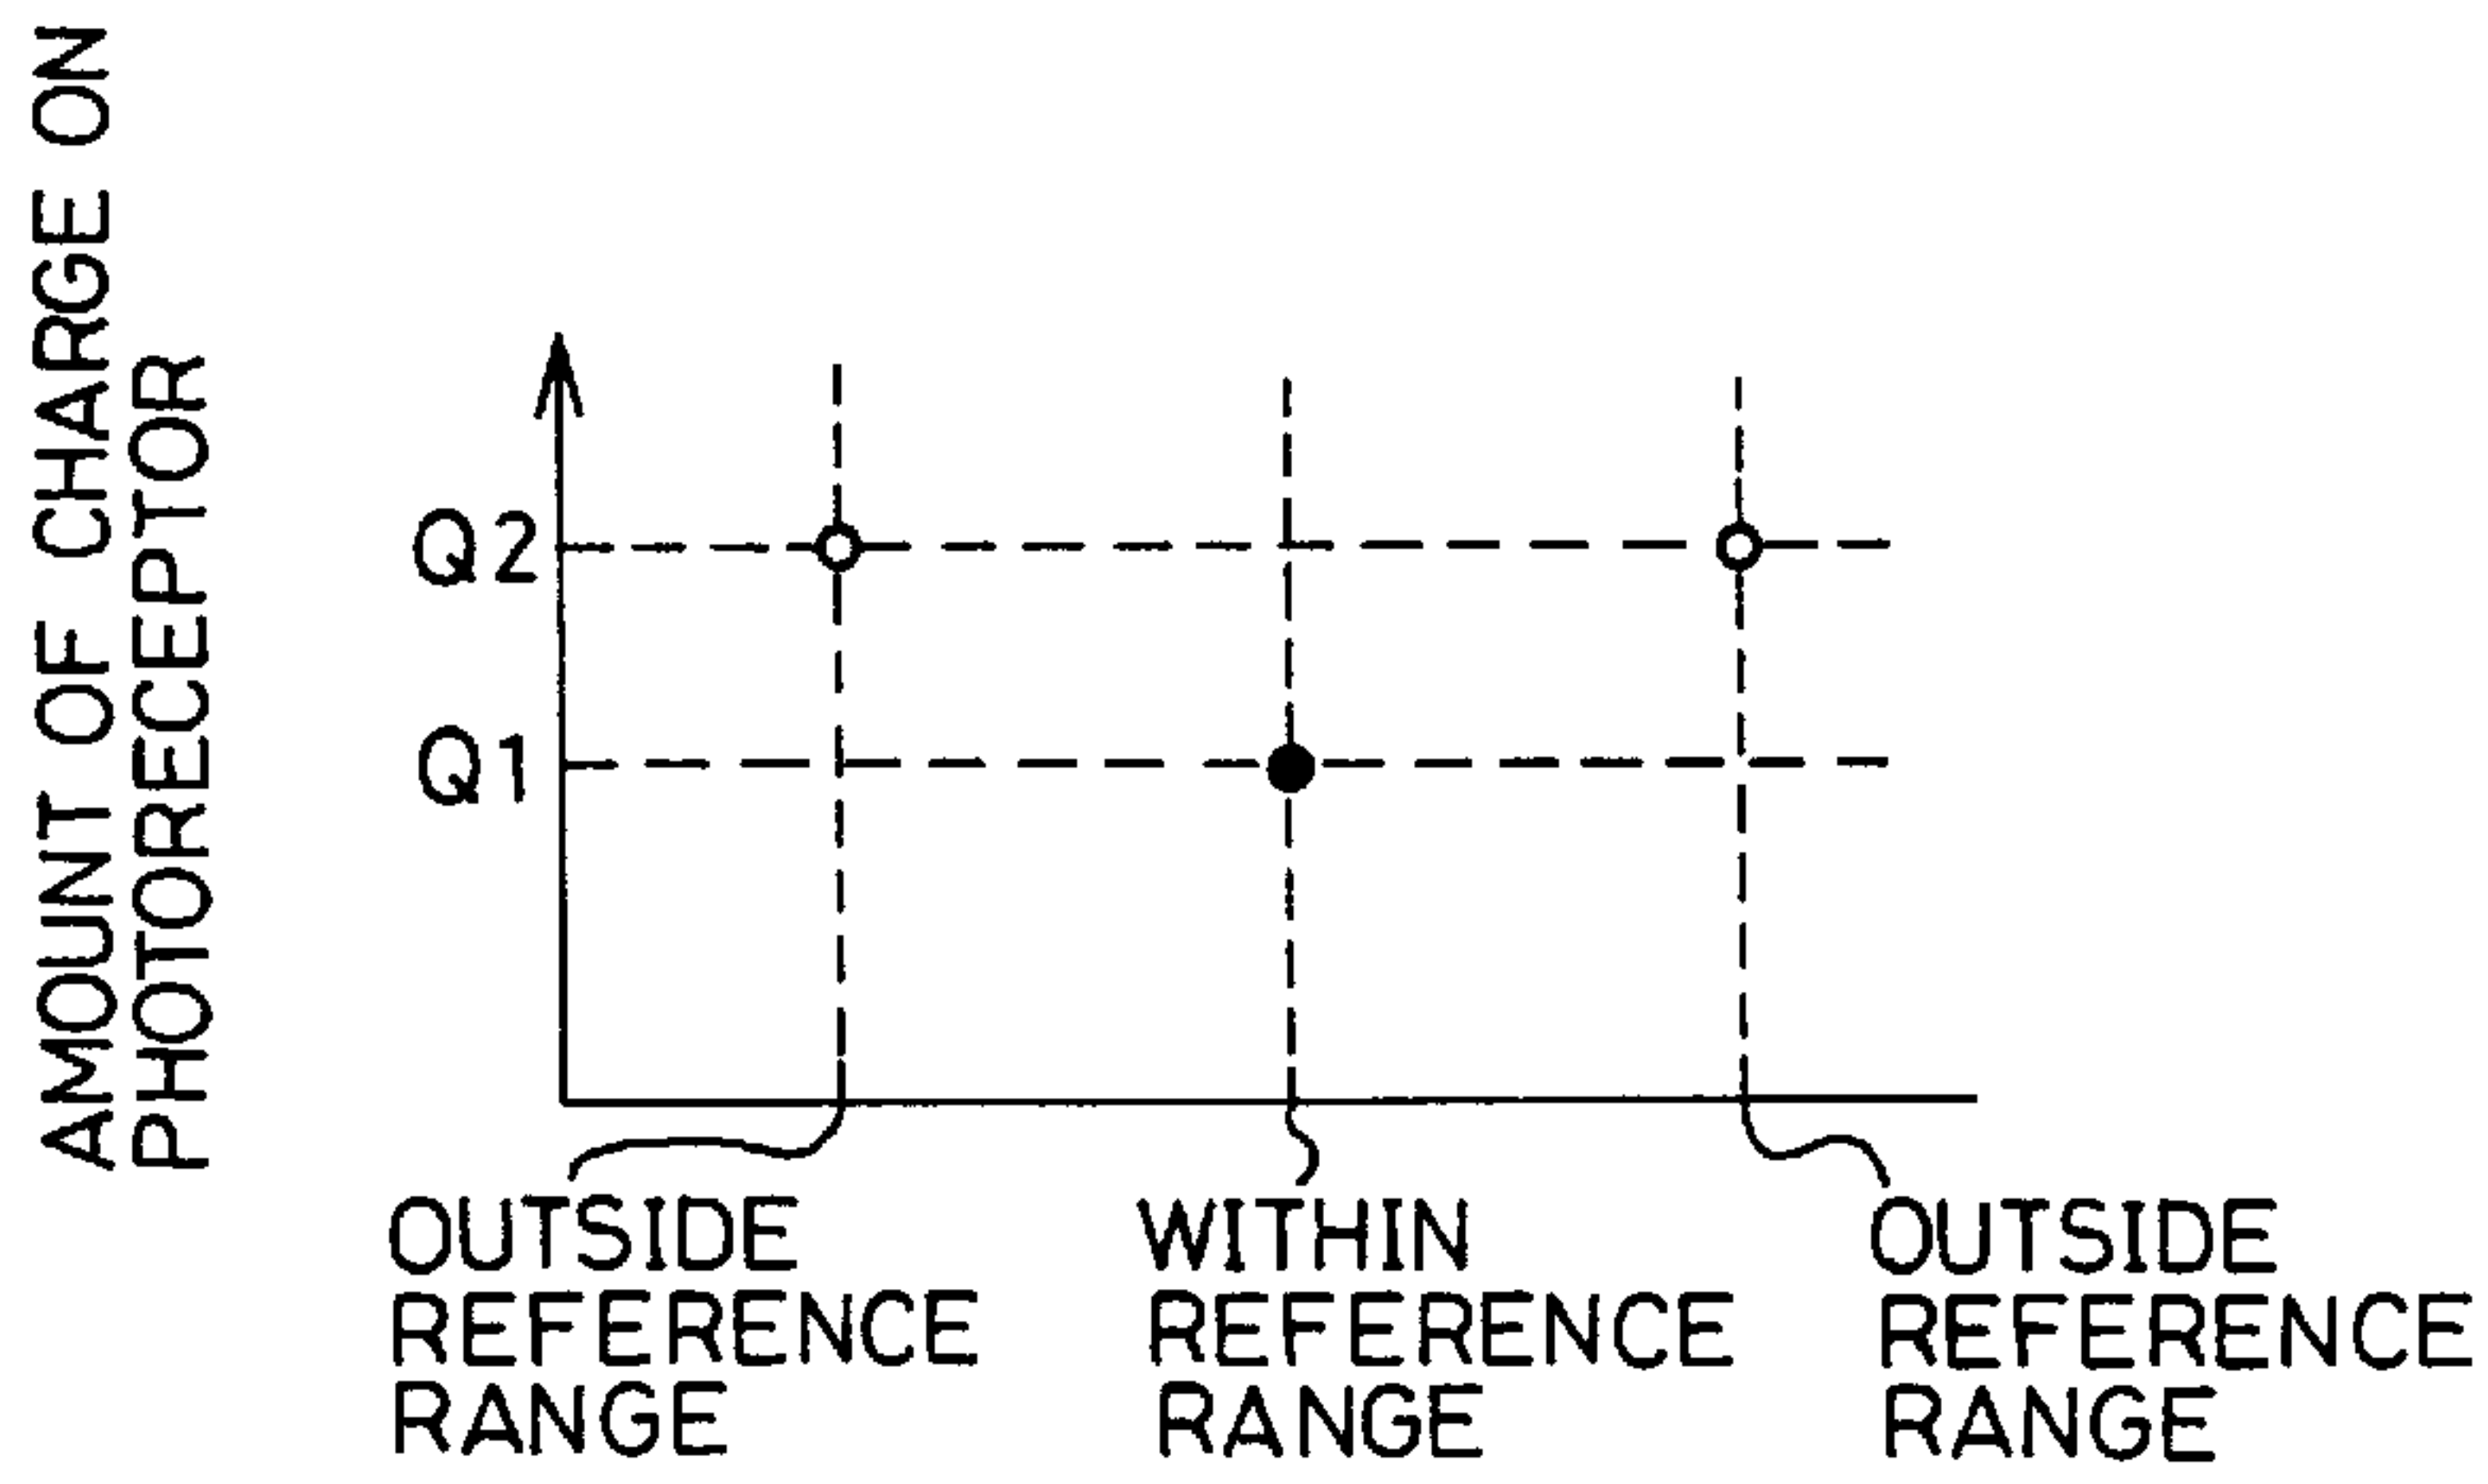 AMOUNT OF CHARGE ON
PHOTORECEPTOR
Q2
Q1
OUTSIDE
REFERENCE
RANGE
WITHIN
REFERENCE
RANGE
OUTSIDE
REFERENCE
RANGE